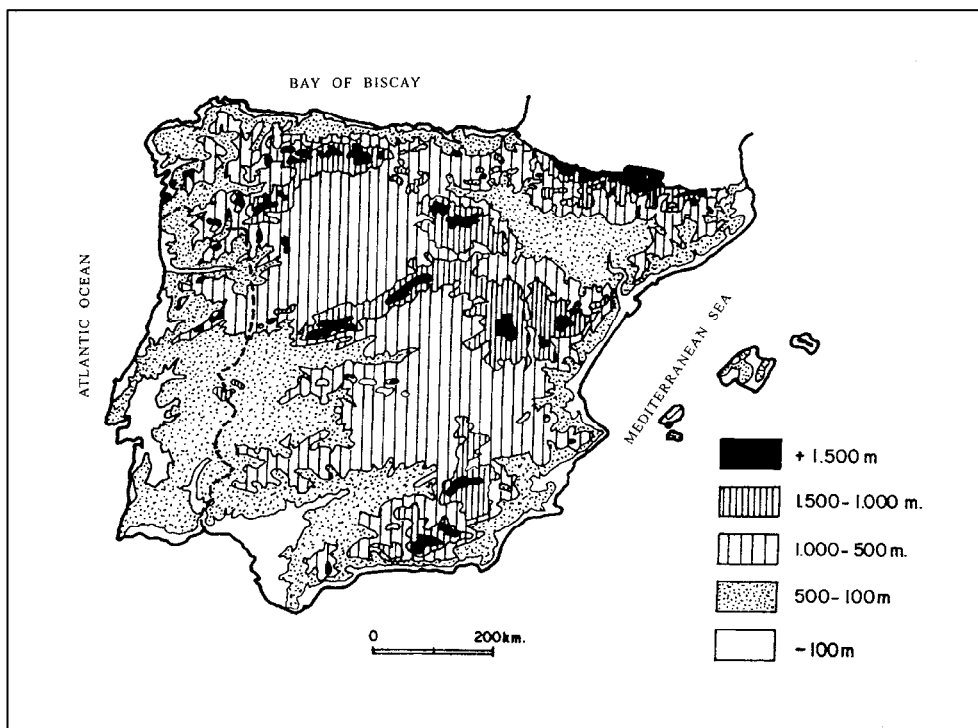 BAY OF BISCAY
ATLANTIC OCEAN
MEDITERRANEAN SEA
+ 1.500 m
1.500-1.000 m.
1.000-500 m.
500-100 m
-100 m
0 200 km.